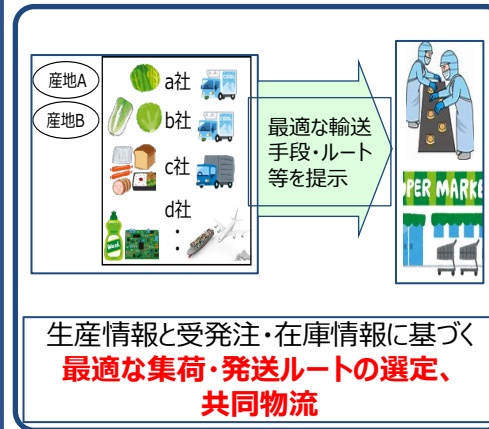 産地A
産地B
a社
b社
c社
d社
:
最適な輸送
手段・ルート
等を提示
UPER MARKE
生産情報と受発注・在庫情報に基づく
最適な集荷・発送ルートの選定、
共同物流